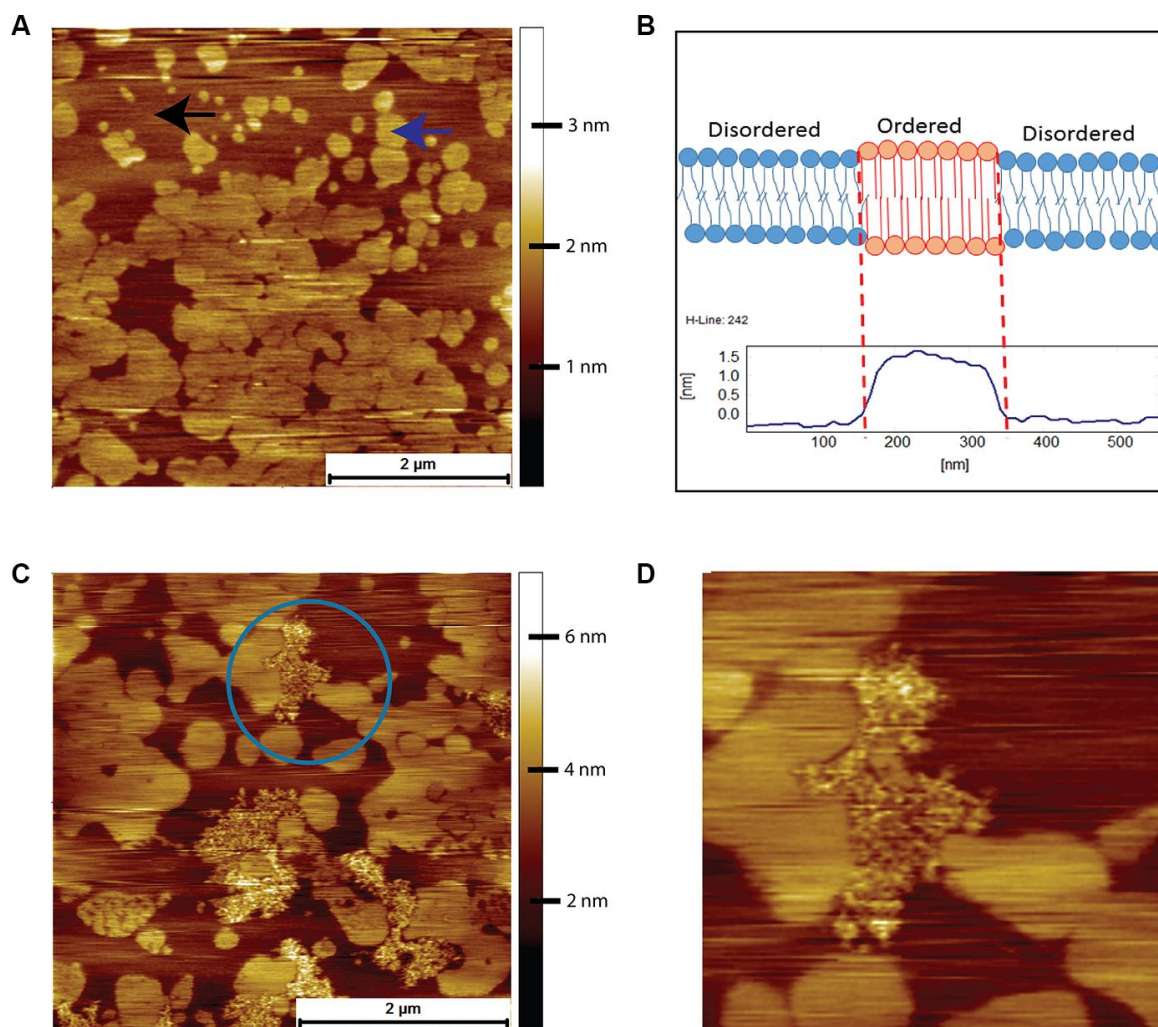 A
3 nm
2 nm
1 nm
2 µm
B
Disordered Ordered Disordered
H-Line: 242
[nm]
1.5
1.0
0.5
0.0
100 200 300 400 500
[nm]
C
6 nm
4 nm
2 nm
2 µm
D